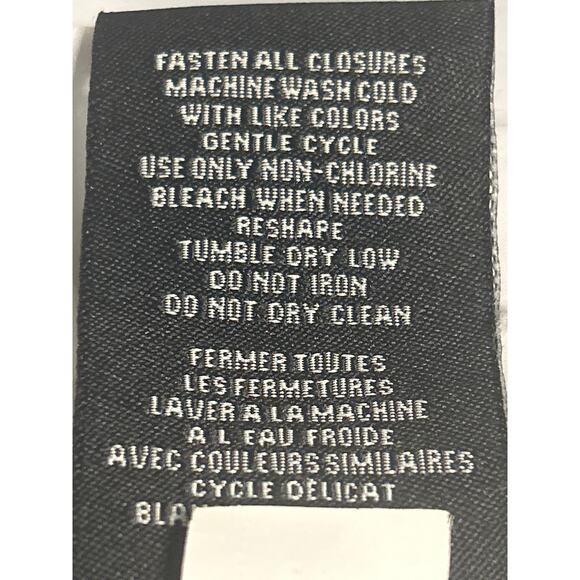 FASTEN ALL CLOSURES
MACHINE WASH COLD
WITH LIKE COLORS
GENTLE CYCLE
USE ONLY NON-CHLORINE
BLEACH WHEN NEEDED
RESHAPE
TUMBLE DRY LOW
DO NOT IRON
DO NOT DRY CLEAN
FERMER TOUTES
LES FERMETURES
LAVER A LA MACHINE
A L EAU FROIDE
AVEC COULEURS SIMILAIRES
CYCLE DÉLICAT